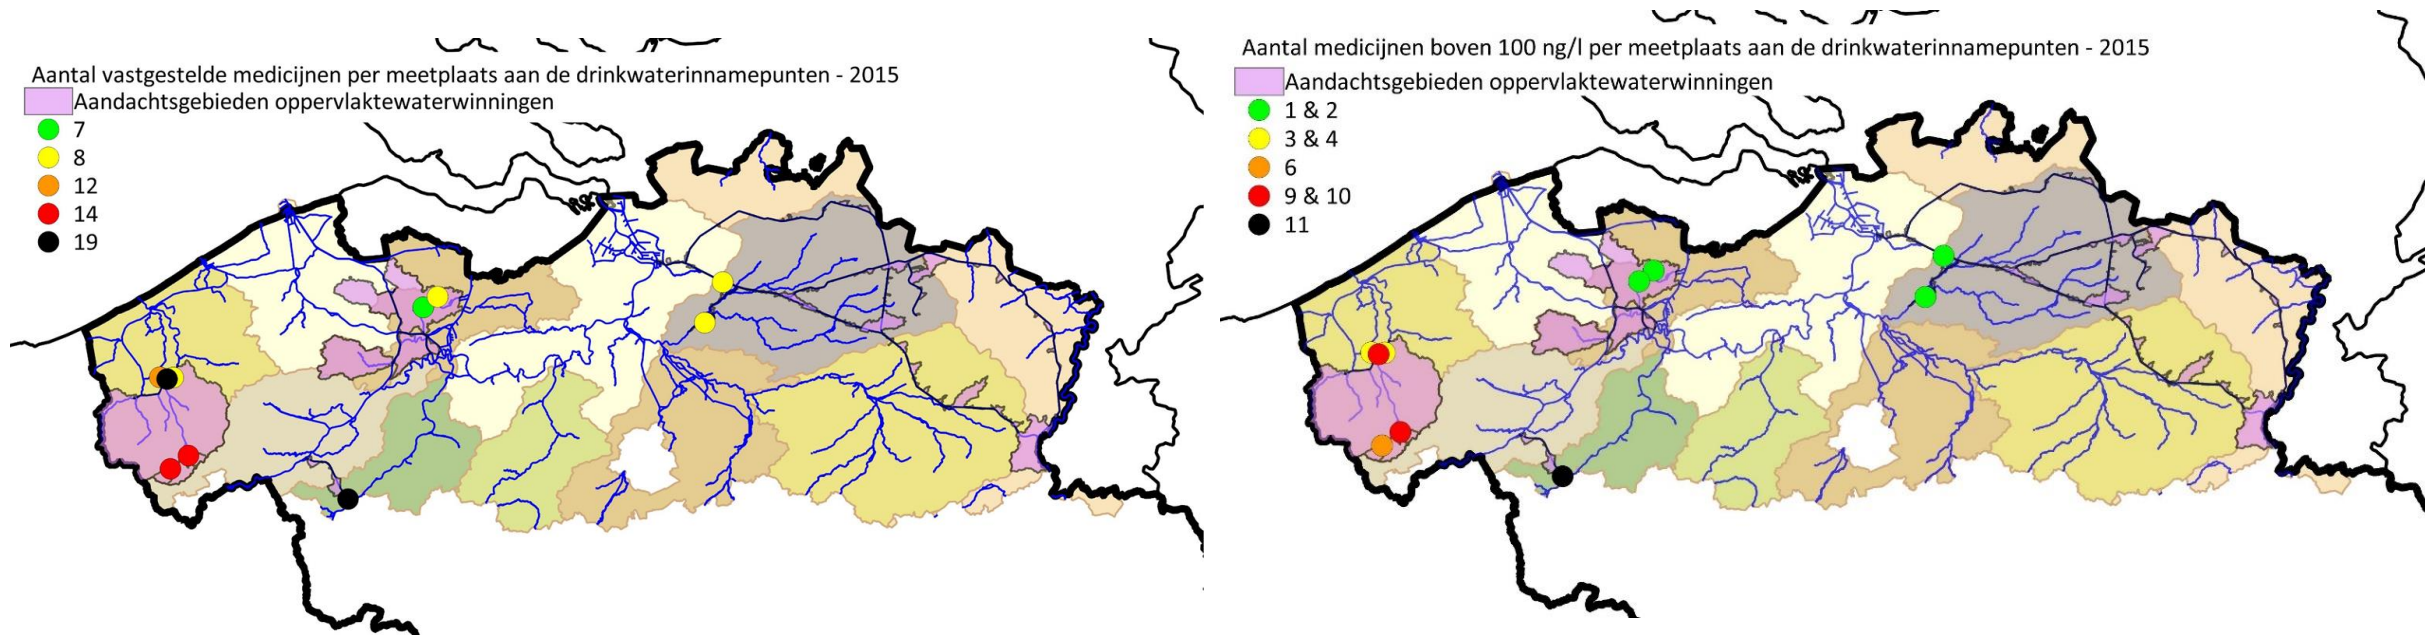 Aantal vastgestelde medicijnen per meetplaats aan de drinkwaterinnamepunten - 2015
Aandachtsgebieden oppervlaktewaterwinningen
7
8
12
14
19
Aantal medicijnen boven 100 ng/l per meetplaats aan de drinkwaterinnamepunten - 2015
Aandachtsgebieden oppervlaktewaterwinningen
1 & 2
3 & 4
6
9 & 10
11